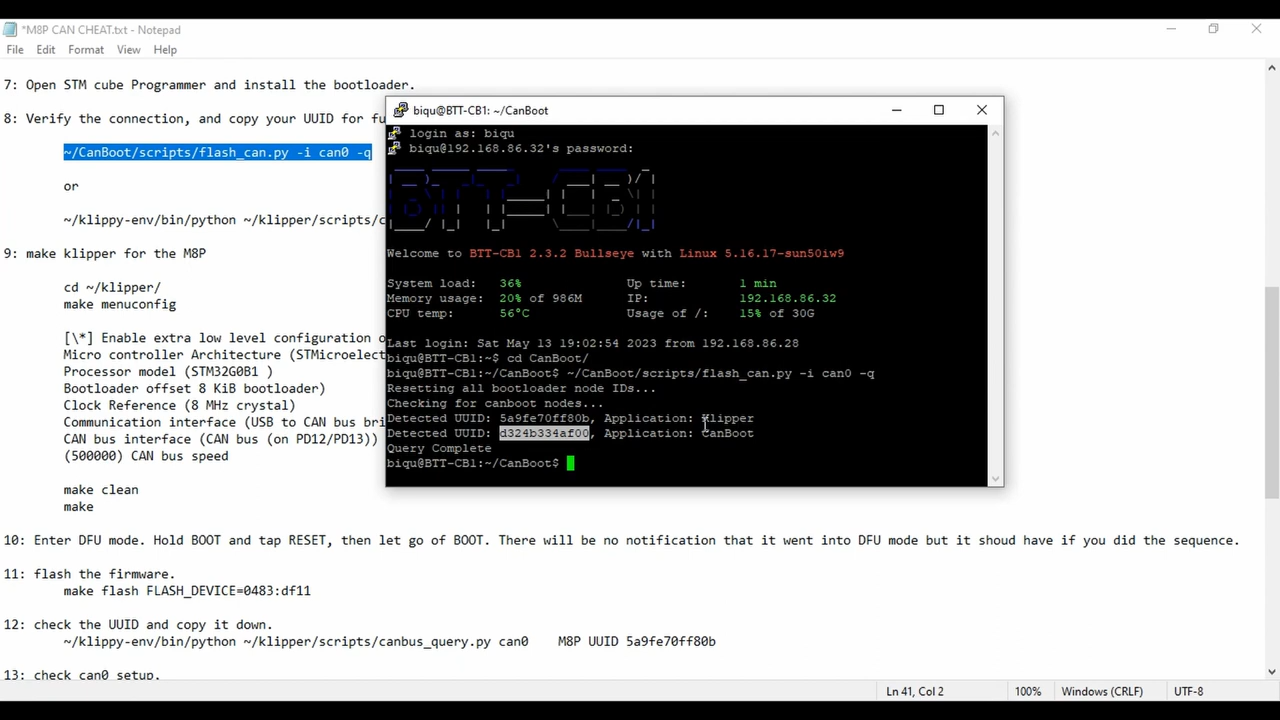 *M8P CAN CHEAT.txt - Notepad
File Edit Format View Help
7: Open STM cube Programmer and install the bootloader.
8: Verify the connection, and copy your UUID for fu
~/CanBoot/scripts/flash_can.py -i can0 -q
or
~/klippy-env/bin/python ~/klipper/scripts/c
9: make klipper for the M8P
cd ~/klipper/
make menuconfig
[\*] Enable extra low level configuration o
Micro controller Architecture (STMicroelect
Processor model (STM32G0B1 )
Bootloader offset 8 KiB bootloader)
Clock Reference (8 MHz crystal)
Communication interface (USB to CAN bus bri
CAN bus interface (CAN bus (on PD12/PD13))
(500000) CAN bus speed
make clean
make
10: Enter DFU mode. Hold BOOT and tap RESET, then let go of BOOT. There will be no notification that it went into DFU mode but it shoud have if you did the sequence.
11: flash the firmware.
make flash FLASH_DEVICE=0483:df11
12: check the UUID and copy it down.
~/klippy-env/bin/python ~/klipper/scripts/canbus_query.py can0 M8P UUID 5a9fe70ff80b
13: check can0 setup.
Ln 41, Col 2 100% Windows (CRLF) UTF-8
biqu@BTT-CB1: ~/CanBoot
login as: biqu
biqu@192.168.86.32's password:
BTT-CB1
Welcome to BTT-CB1 2.3.2 Bullseye with Linux 5.16.17-sun50iw9
System load: 36% Up time: 1 min
Memory usage: 20% of 986M IP: 192.168.86.32
CPU temp: 56°C Usage of /: 15% of 30G
Last login: Sat May 13 19:02:54 2023 from 192.168.86.28
biqu@BTT-CB1:~$ cd CanBoot/
biqu@BTT-CB1:~/CanBoot$ ~/CanBoot/scripts/flash_can.py -i can0 -q
Resetting all bootloader node IDs...
Checking for canboot nodes...
Detected UUID: 5a9fe70ff80b, Application: Klipper
Detected UUID: d324b334af00, Application: CanBoot
Query Complete
biqu@BTT-CB1:~/CanBoot$